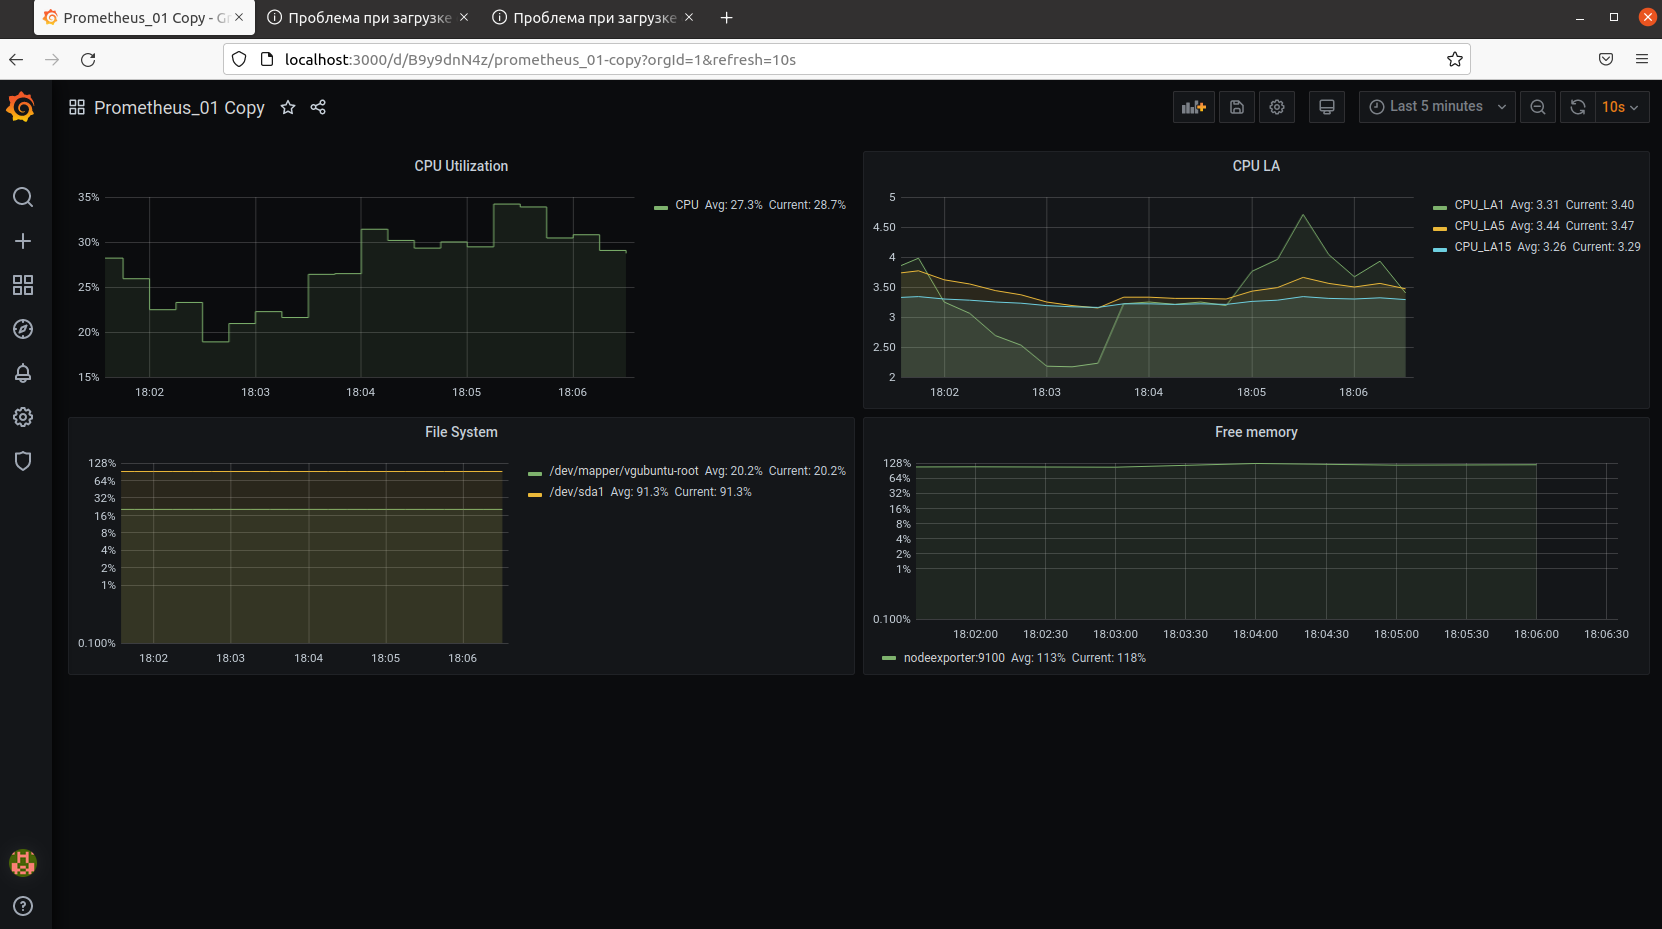 Prometheus_01 Copy - Gr
Проблема при загрузке
Проблема при загрузке
localhost:3000/d/B9y9dnN4z/prometheus_01-copy?orgId=1&refresh=10s
Prometheus_01 Copy
Last 5 minutes
10s
CPU Utilization
35%
30%
25%
20%
15%
18:02 18:03 18:04 18:05 18:06
CPU Avg: 27.3% Current: 28.7%
CPU LA
5
4.50
4
3.50
3
2.50
2
18:02 18:03 18:04 18:05 18:06
CPU_LA1 Avg: 3.31 Current: 3.40
CPU_LA5 Avg: 3.44 Current: 3.47
CPU_LA15 Avg: 3.26 Current: 3.29
File System
128%
64%
32%
16%
8%
4%
2%
1%
0.100%
18:02 18:03 18:04 18:05 18:06
/dev/mapper/vgubuntu-root Avg: 20.2% Current: 20.2%
/dev/sda1 Avg: 91.3% Current: 91.3%
Free memory
128%
64%
32%
16%
8%
4%
2%
1%
0.100%
18:02:00 18:02:30 18:03:00 18:03:30 18:04:00 18:04:30 18:05:00 18:05:30 18:06:00 18:06:30
nodeexporter:9100 Avg: 113% Current: 118%